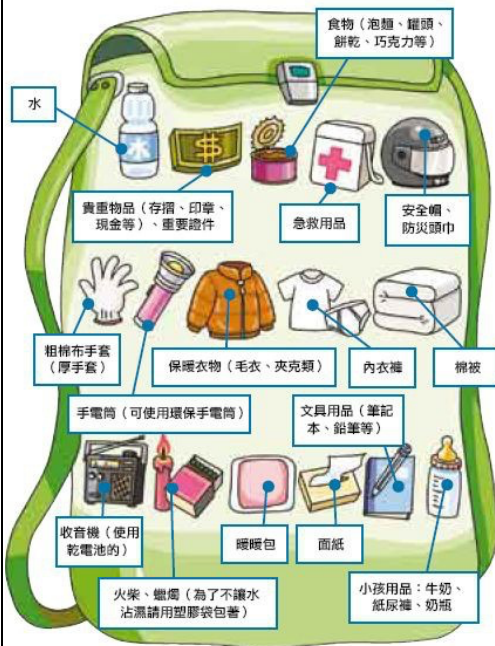 食物（泡麵、罐頭、
餅乾、巧克力等）
水
水
貴重物品（存摺、印章、
現金等）、重要證件
急救用品
安全帽、
防災頭巾
粗棉布手套
（厚手套）
保暖衣物（毛衣、夾克類）
內衣褲
棉被
手電筒（可使用環保手電筒）
文具用品（筆記
本、鉛筆等）
收音機（使用
乾電池的）
暖暖包
面紙
火柴、蠟燭（為了不讓水
沾濕請用塑膠袋包著）
小孩用品：牛奶、
紙尿褲、奶瓶